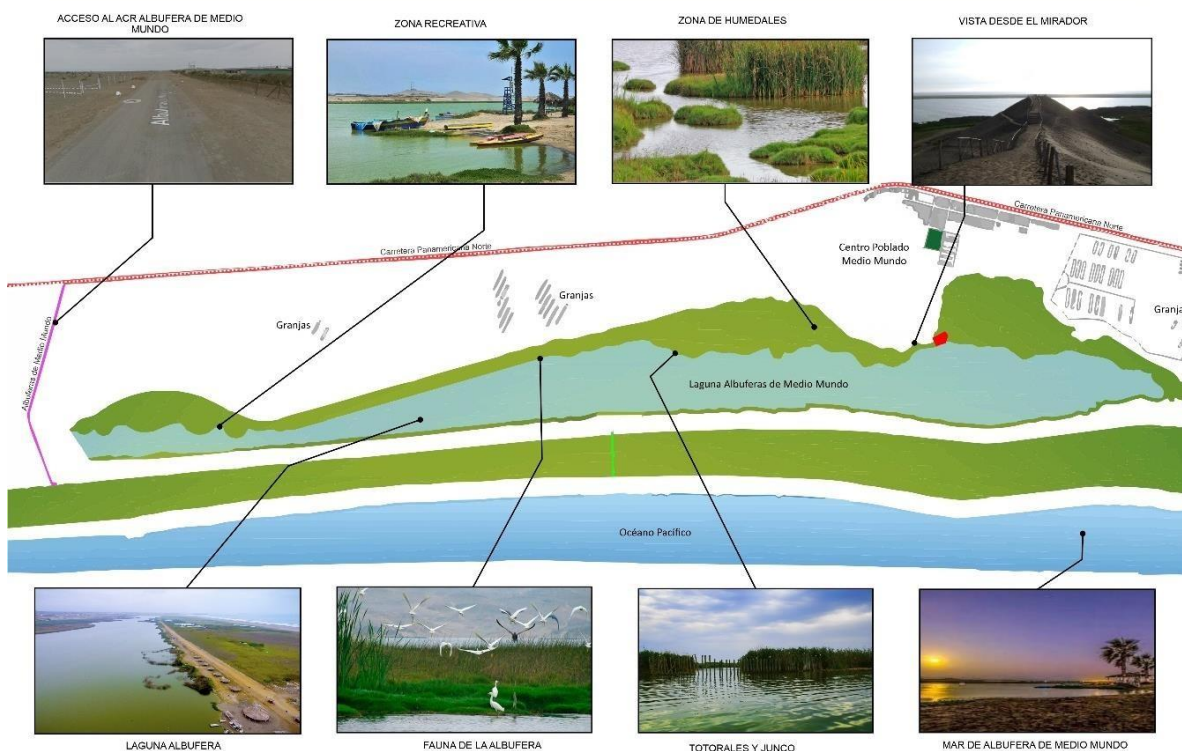 ACCESO AL ACR ALBUFERA DE MEDIO
MUNDO
ZONA RECREATIVA
ZONA DE HUMEDALES
VISTA DESDE EL MIRADOR
Carretera Panamericana Norte
Carretera Panamericana Norte
Centro Poblado
Medio Mundo
Granjas
Granjas
Granja
Albuferas de Medio Mundo
Laguna Albuferas de Medio Mundo
Océano Pacífico
LAGUNA ALBUFERA
FAUNA DE LA ALBUFERA
TOTORALES Y JUNCO
MAR DE ALBUFERA DE MEDIO MUNDO